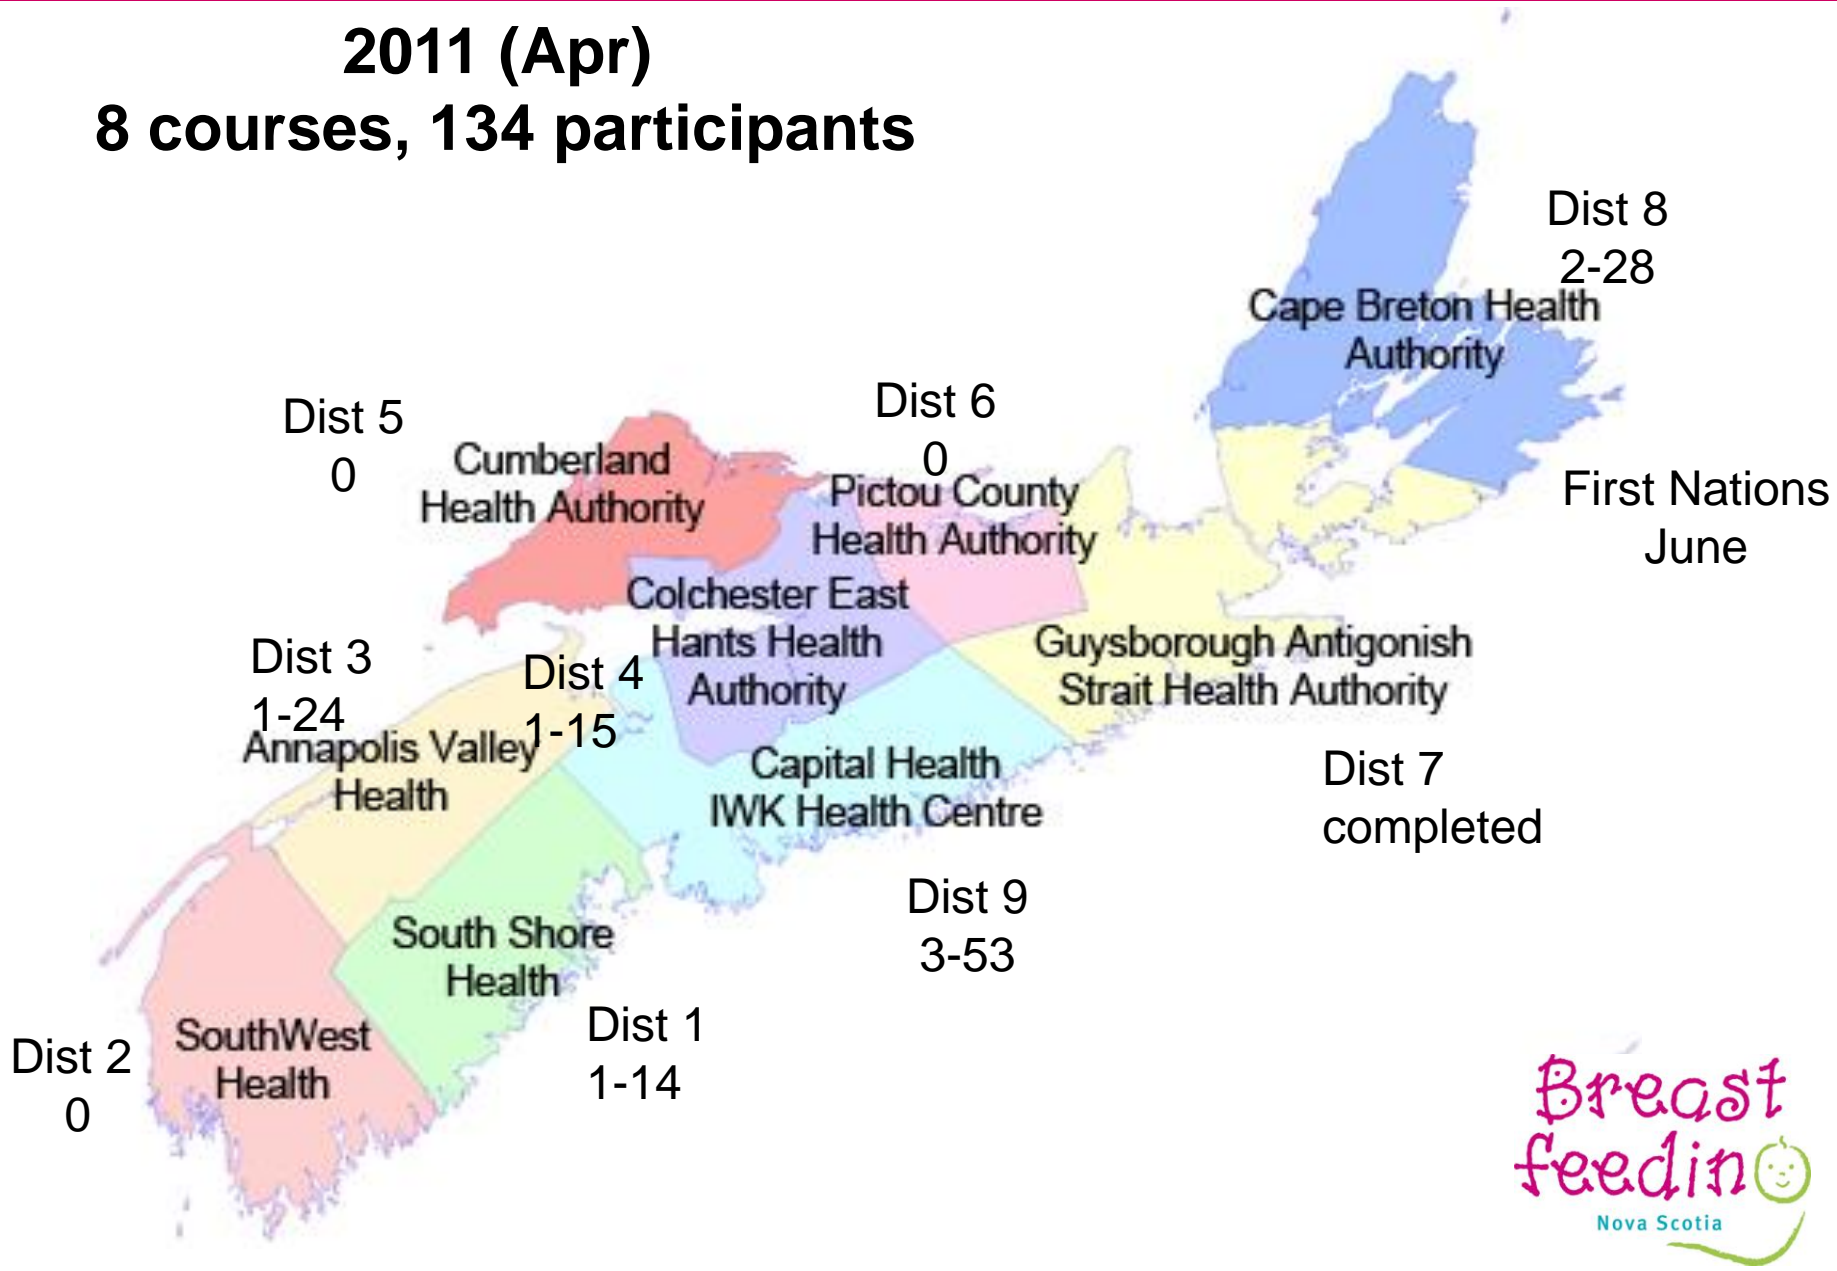 2011 (Apr)
8 courses, 134 participants
Dist 8
2-28
Cape Breton Health
Authority
Dist 5
0
Cumberland
Health Authority
Dist 6
0
Pictou County
Health Authority
First Nations
June
Colchester East
Hants Health
Authority
Guysborough Antigonish
Strait Health Authority
Dist 3
1-24
Annapolis Valley
Health
Dist 4
1-15
Capital Health
IWK Health Centre
Dist 7
completed
Dist 9
3-53
South Shore
Health
Dist 1
1-14
SouthWest
Health
Dist 2
0
Breast
feeding
Nova Scotia